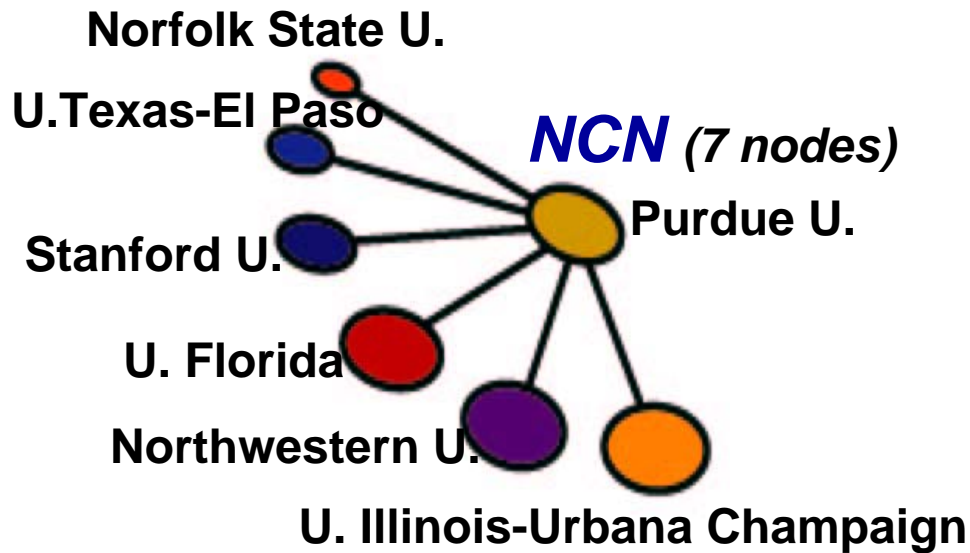 Norfolk State U.
U.Texas-El Paso
NCN (7 nodes)
Purdue U.
Stanford U.
U. Florida
Northwestern U.
U. Illinois-Urbana Champaign